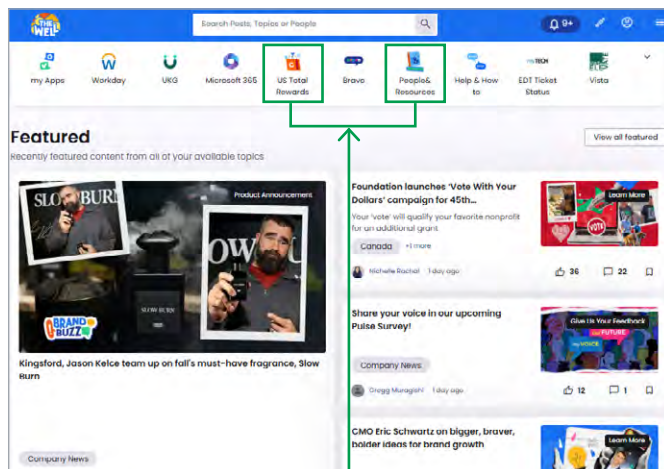 THE
WELL
Search Posts, Topics or People
9+
my Apps
Workday
UKG
Microsoft 365
US Total
Rewards
Bravo
People&
Resources
Help & How
to
myTECH
EDT Ticket
Status
Vista
Featured
Recently featured content from all of your available topics
View all featured
Product Announcement
SLOW BURN
SLOW BURN
BRAND
BUZZ
Kingsford, Jason Kelce team up on fall's must-have fragrance, Slow
Burn
Company News
Foundation launches 'Vote With Your
Dollars' campaign for 45th...
Your 'vote' will qualify your favorite nonprofit
for an additional grant
Canada +1 more
Michelle Rachal 1 day ago
36 22
Learn More
VOTE
Share your voice in our upcoming
Pulse Survey!
Company News
Gregg Muragishi 1 day ago
12 1
Give Us Your Feedback
our FUTURE
my VOICE
CMO Eric Schwartz on bigger, braver,
bolder ideas for brand growth
Learn More